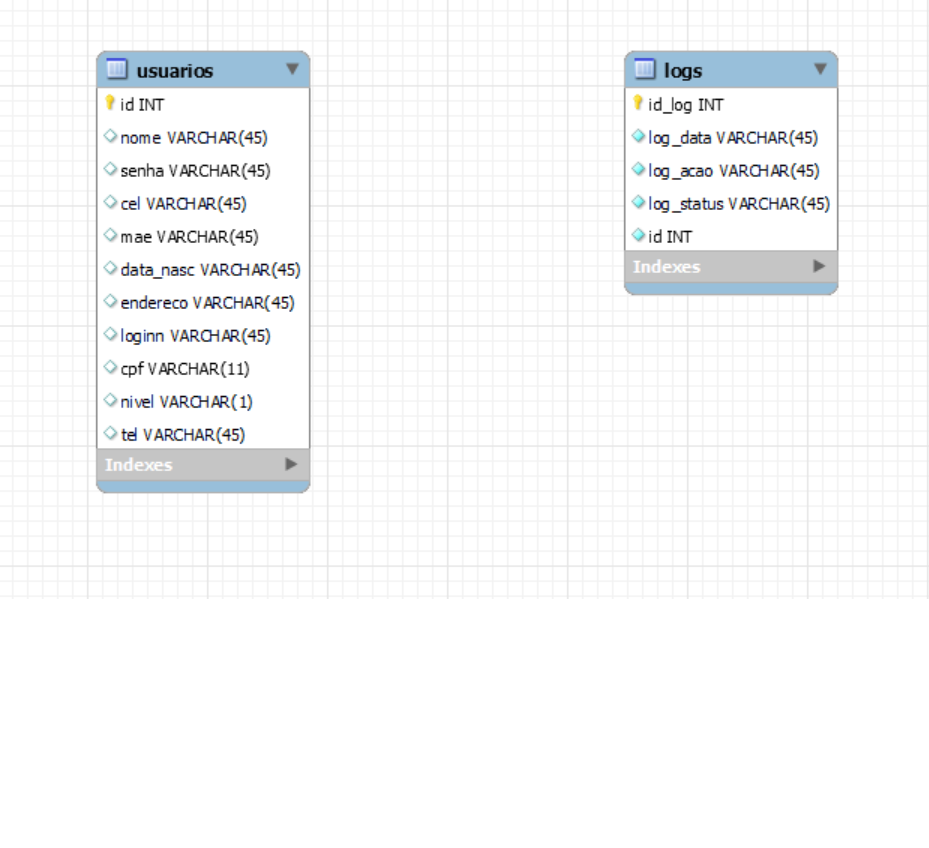 usuarios
id INT
nome VARCHAR(45)
senha VARCHAR(45)
cel VARCHAR(45)
mae VARCHAR(45)
data_nasc VARCHAR(45)
endereco VARCHAR(45)
loginn VARCHAR(45)
cpf VARCHAR(11)
nivel VARCHAR(1)
tel VARCHAR(45)
Indexes
logs
id_log INT
log_data VARCHAR(45)
log_acao VARCHAR(45)
log_status VARCHAR(45)
id INT
Indexes